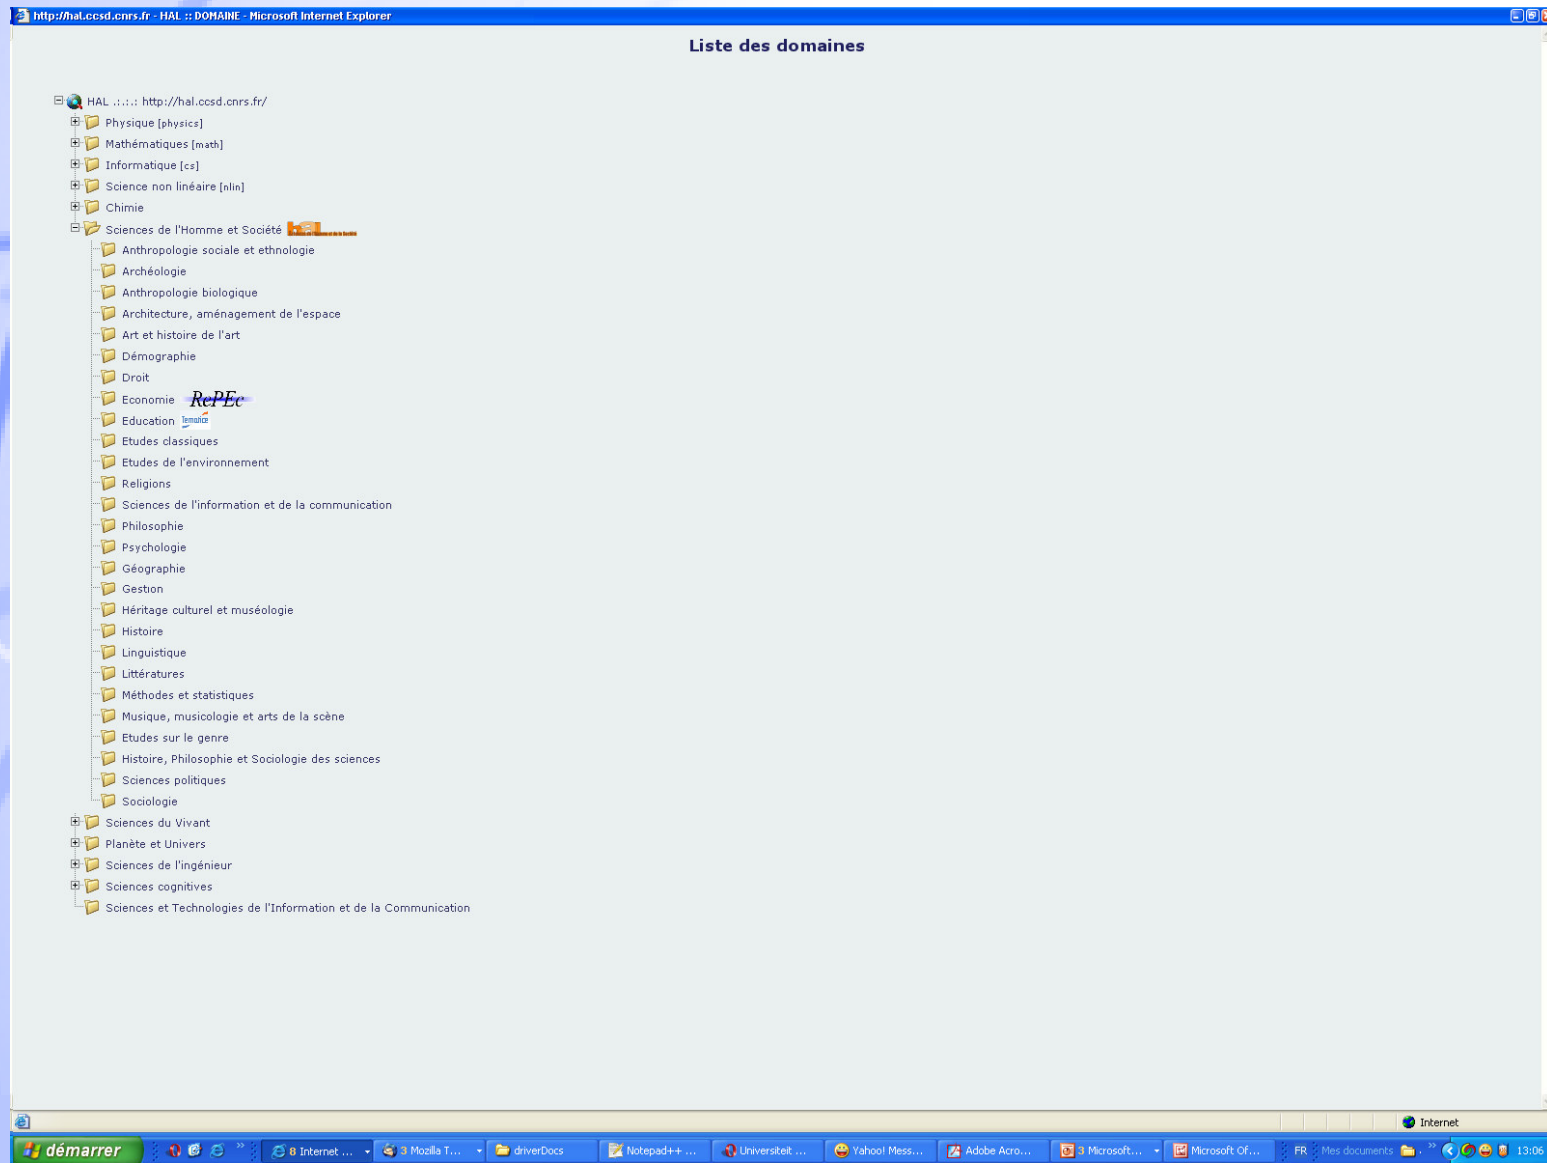 http://hal.ccsd.cnrs.fr - HAL :: DOMAINE - Microsoft Internet Explorer
Liste des domaines
HAL .:.:.: http://hal.ccsd.cnrs.fr/
Physique [physics]
Mathématiques [math]
Informatique [cs]
Science non linéaire [nlin]
Chimie
Sciences de l'Homme et Société
Anthropologie sociale et ethnologie
Archéologie
Anthropologie biologique
Architecture, aménagement de l'espace
Art et histoire de l'art
Démographie
Droit
Economie RePEc
Education Tematice
Etudes classiques
Etudes de l'environnement
Religions
Sciences de l'information et de la communication
Philosophie
Psychologie
Géographie
Gestion
Héritage culturel et muséologie
Histoire
Linguistique
Littératures
Méthodes et statistiques
Musique, musicologie et arts de la scène
Etudes sur le genre
Histoire, Philosophie et Sociologie des sciences
Sciences politiques
Sociologie
Sciences du Vivant
Planète et Univers
Sciences de l'ingénieur
Sciences cognitives
Sciences et Technologies de l'Information et de la Communication
Internet
démarrer 8 Internet ... 3 Mozilla T... driverDocs Notepad++ ... Universiteit ... Yahoo! Mess... Adobe Acro... 3 Microsoft... Microsoft Of... FR Mes documents 13:06